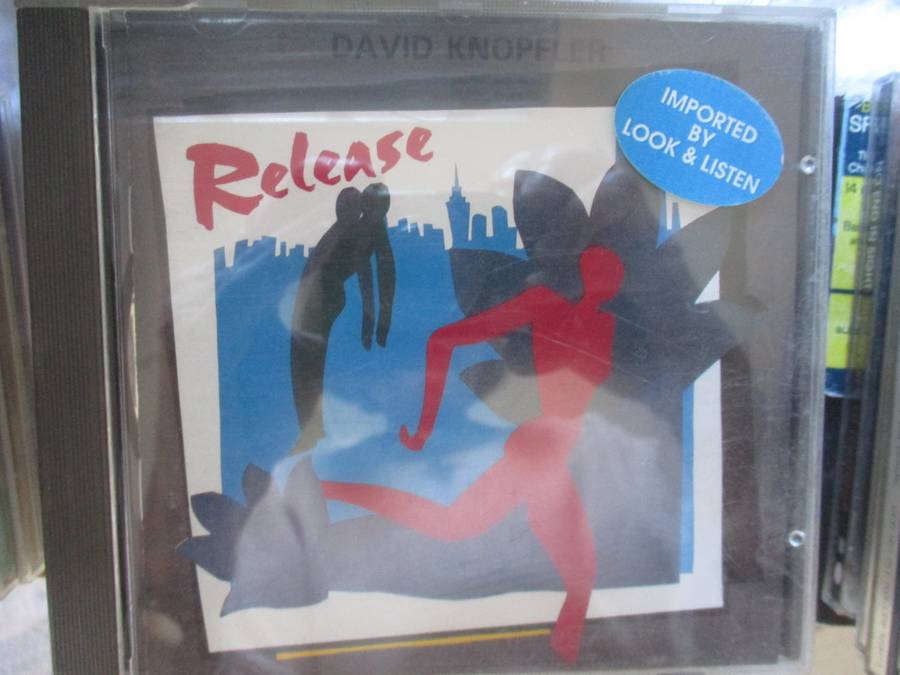 DAVID KNOPFLER
Release
IMPORTED
BY
LOOK & LISTEN